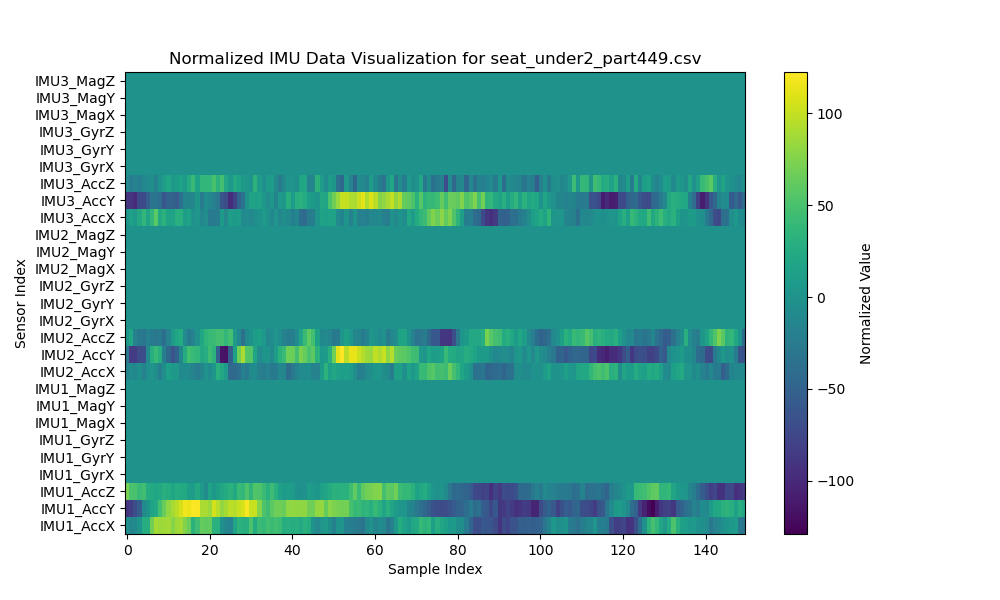 Normalized IMU Data Visualization for seat_under2_part449.csv
IMU3_MagZ
IMU3_MagY
IMU3_MagX
IMU3_GyrZ
IMU3_GyrY
IMU3_GyrX
IMU3_AccZ
IMU3_AccY
IMU3_AccX
IMU2_MagZ
IMU2_MagY
IMU2_MagX
IMU2_GyrZ
IMU2_GyrY
IMU2_GyrX
IMU2_AccZ
IMU2_AccY
IMU2_AccX
IMU1_MagZ
IMU1_MagY
IMU1_MagX
IMU1_GyrZ
IMU1_GyrY
IMU1_GyrX
IMU1_AccZ
IMU1_AccY
IMU1_AccX
Sensor Index
0 20 40 60 80 100 120 140
Sample Index
100
50
0
−50
−100
Normalized Value